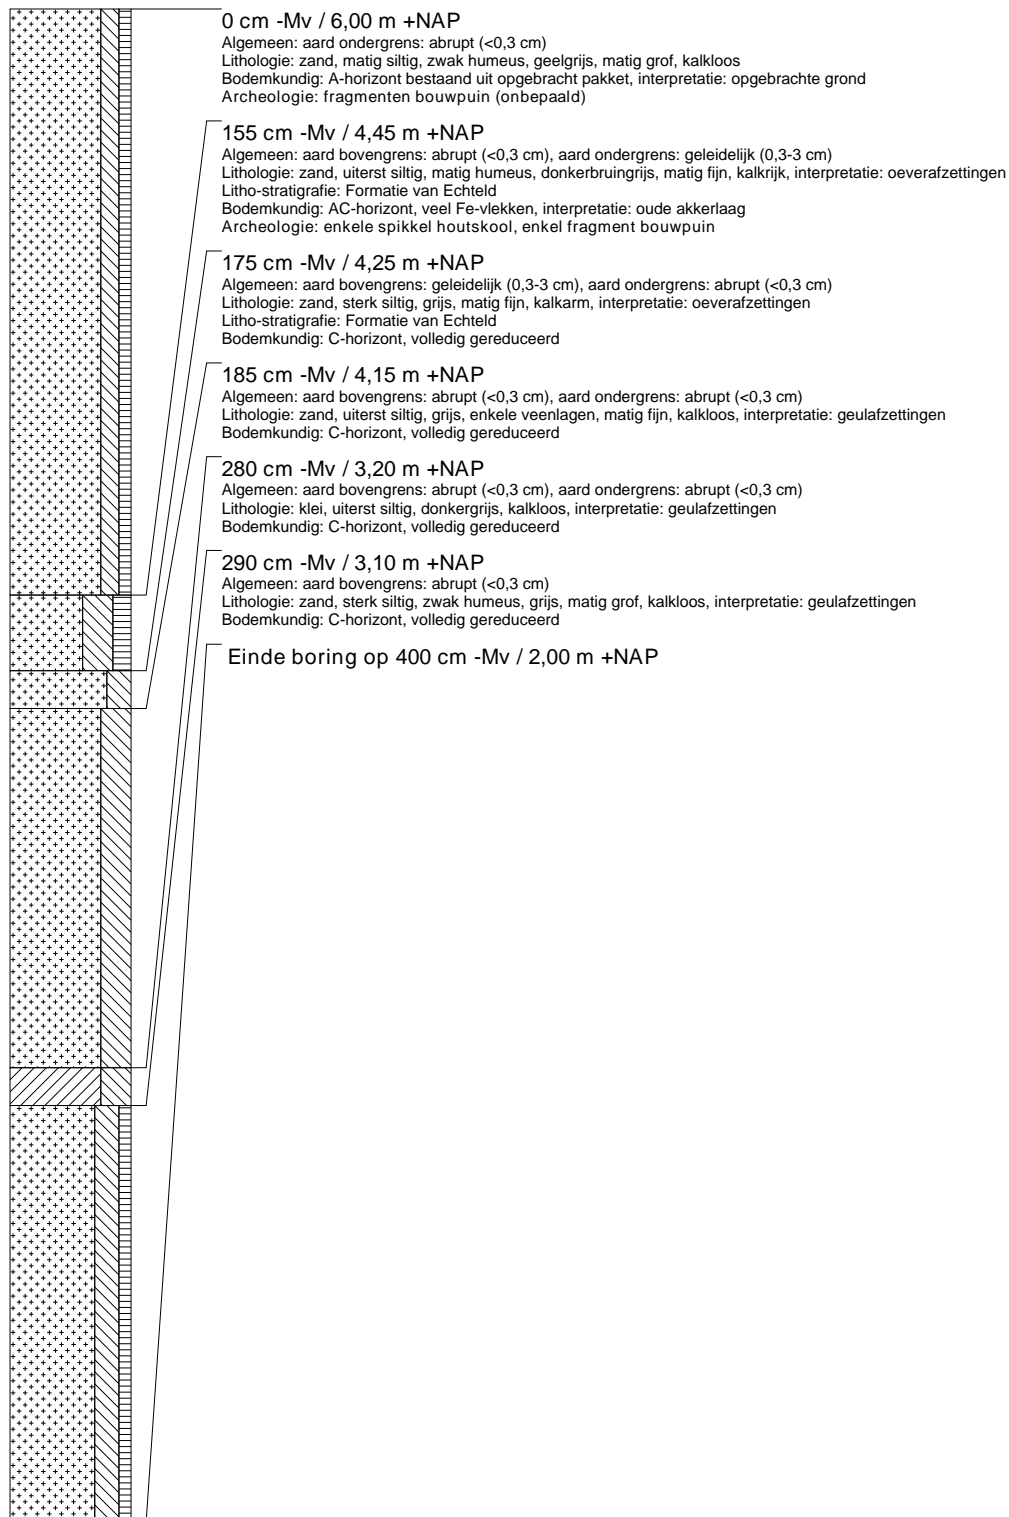 0 cm -Mv / 6,00 m +NAP
Algemeen: aard ondergrens: abrupt (<0,3 cm)
Lithologie: zand, matig siltig, zwak humeus, geelgrijs, matig grof, kalkloos
Bodemkundig: A-horizont bestaand uit opgebracht pakket, interpretatie: opgebrachte grond
Archeologie: fragmenten bouwpuin (onbepaald)
155 cm -Mv / 4,45 m +NAP
Algemeen: aard bovengrens: abrupt (<0,3 cm), aard ondergrens: geleidelijk (0,3-3 cm)
Lithologie: zand, uiterst siltig, matig humeus, donkerbruingrijs, matig fijn, kalkrijk, interpretatie: oeverafzettingen
Litho-stratigrafie: Formatie van Echteld
Bodemkundig: AC-horizont, veel Fe-vlekken, interpretatie: oude akkerlaag
Archeologie: enkele spikkel houtskool, enkel fragment bouwpuin
175 cm -Mv / 4,25 m +NAP
Algemeen: aard bovengrens: geleidelijk (0,3-3 cm), aard ondergrens: abrupt (<0,3 cm)
Lithologie: zand, sterk siltig, grijs, matig fijn, kalkarm, interpretatie: oeverafzettingen
Litho-stratigrafie: Formatie van Echteld
Bodemkundig: C-horizont, volledig gereduceerd
185 cm -Mv / 4,15 m +NAP
Algemeen: aard bovengrens: abrupt (<0,3 cm), aard ondergrens: abrupt (<0,3 cm)
Lithologie: zand, uiterst siltig, grijs, enkele veenlagen, matig fijn, kalkloos, interpretatie: geulafzettingen
Bodemkundig: C-horizont, volledig gereduceerd
280 cm -Mv / 3,20 m +NAP
Algemeen: aard bovengrens: abrupt (<0,3 cm), aard ondergrens: abrupt (<0,3 cm)
Lithologie: klei, uiterst siltig, donkergrijs, kalkloos, interpretatie: geulafzettingen
Bodemkundig: C-horizont, volledig gereduceerd
290 cm -Mv / 3,10 m +NAP
Algemeen: aard bovengrens: abrupt (<0,3 cm)
Lithologie: zand, sterk siltig, zwak humeus, grijs, matig grof, kalkloos, interpretatie: geulafzettingen
Bodemkundig: C-horizont, volledig gereduceerd
Einde boring op 400 cm -Mv / 2,00 m +NAP